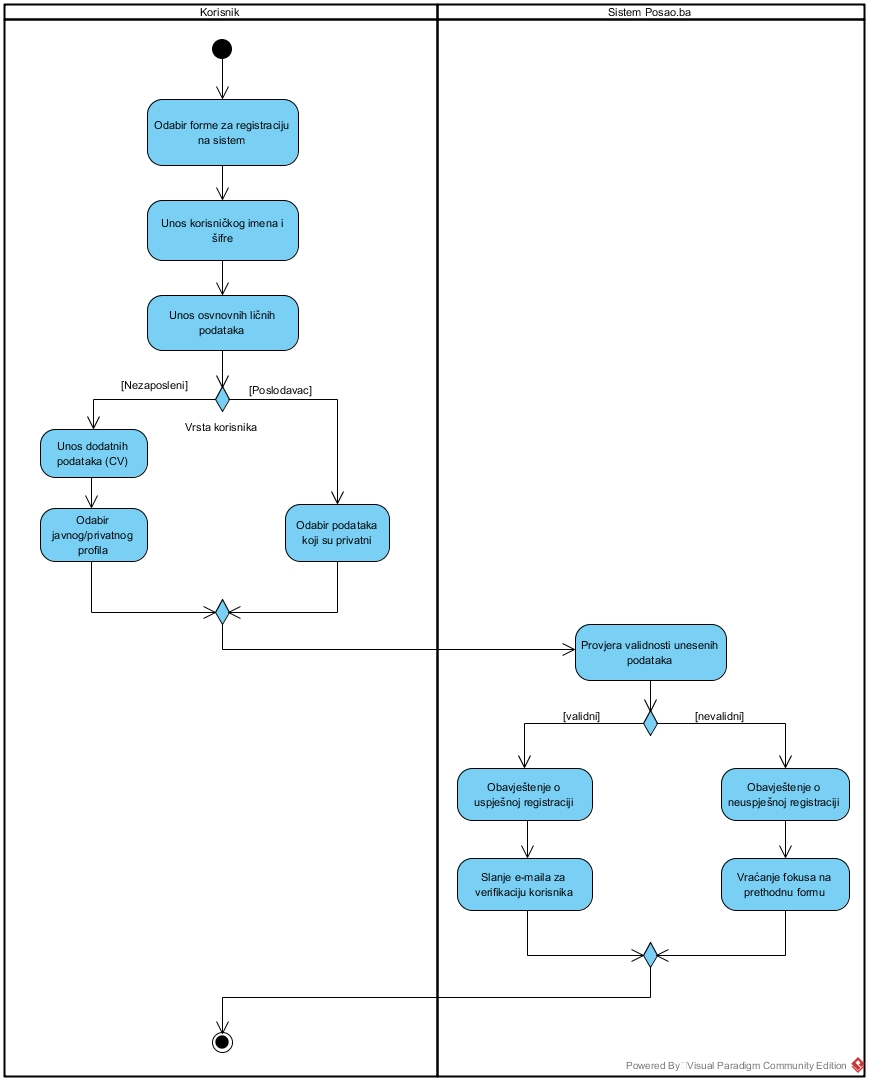 Korisnik
Sistem Posao.ba
Odabir forme za registraciju
na sistem
Unos korisničkog imena i
šifre
Unos osvnovnih ličnih
podataka
[Nezaposleni]
[Poslodavac]
Vrsta korisnika
Unos dodatnih
podataka (CV)
Odabir
javnog/privatnog
profila
Odabir podataka
koji su privatni
Provjera validnosti unesenih
podataka
[validni]
[nevalidni]
Obavještenje o
uspješnoj registraciji
Obavještenje o
neuspješnoj registraciji
Slanje e-maila za
verifikaciju korisnika
Vraćanje fokusa na
prethodnu formu
Powered By Visual Paradigm Community Edition